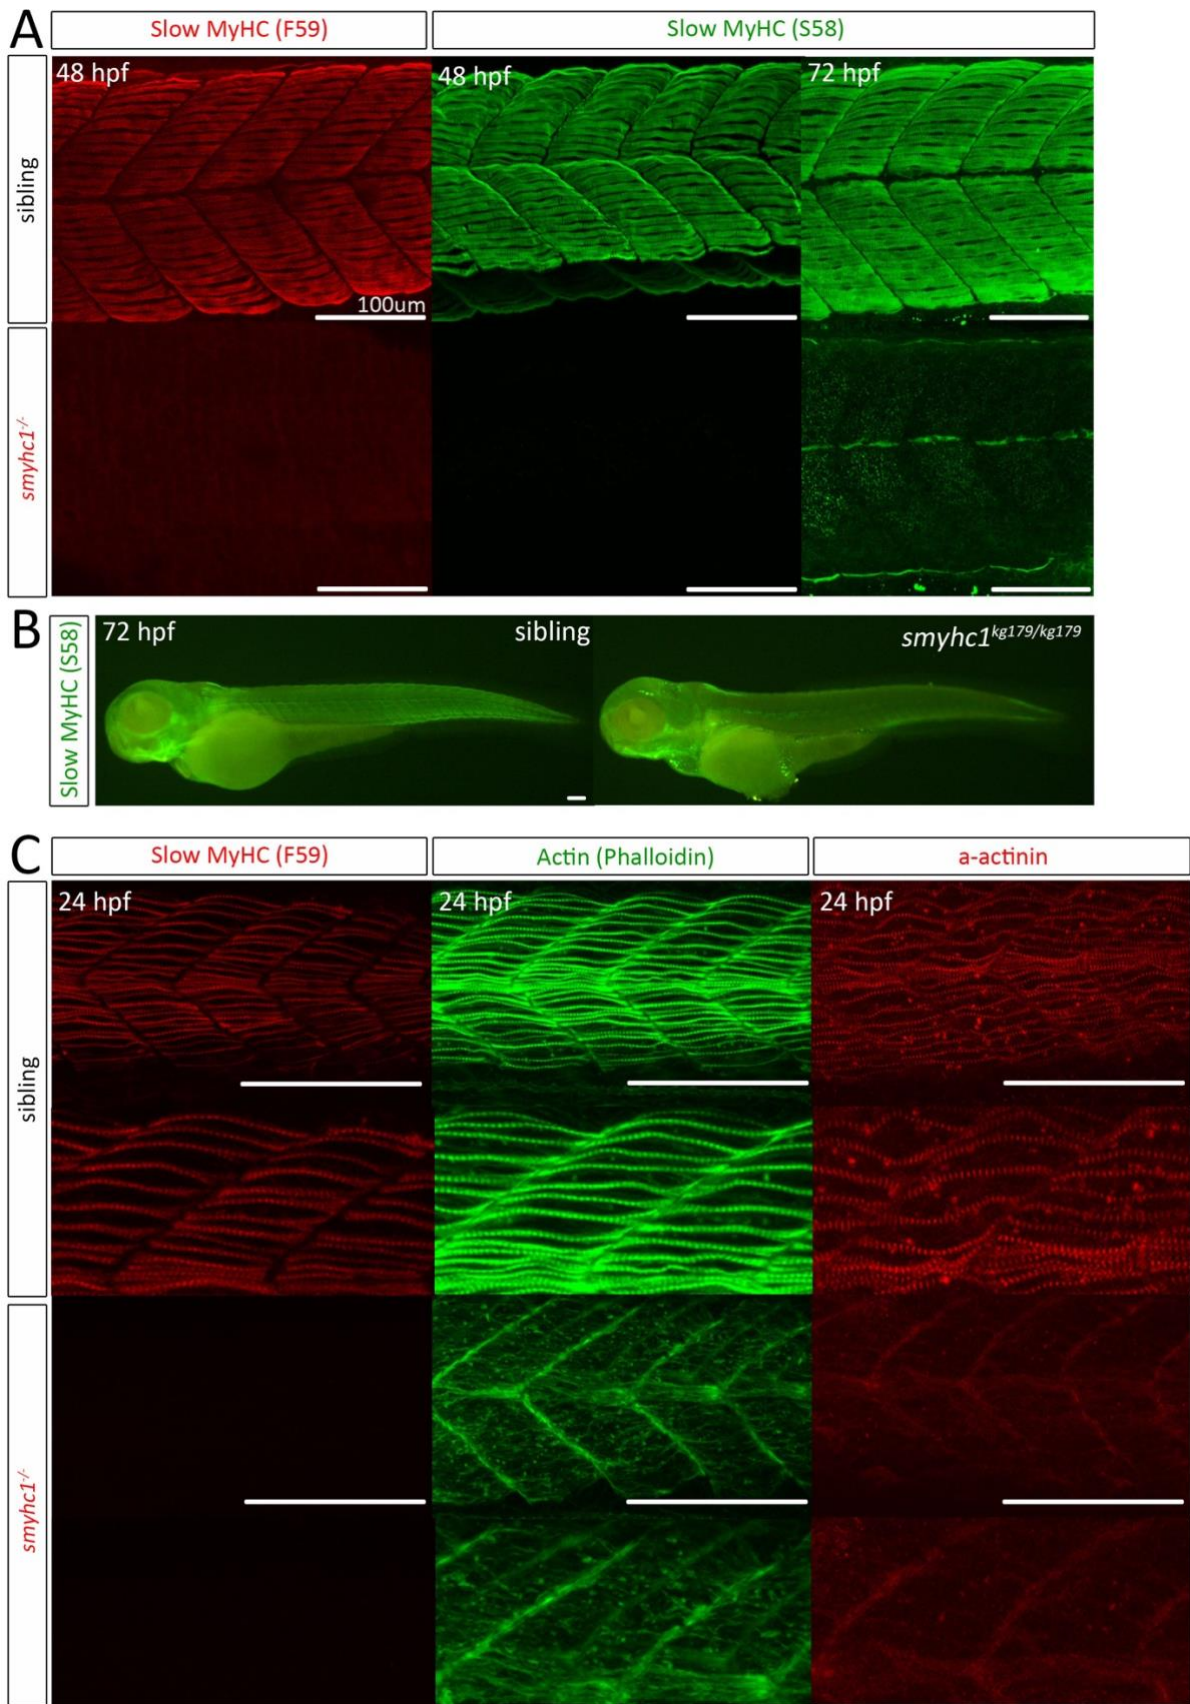 A
Slow MyHC (F59)
Slow MyHC (S58)
sibling
48 hpf
48 hpf
72 hpf
100um
smyhc1-/-
B
Slow MyHC (S58)
72 hpf
sibling
smyhc1kg179/kg179
C
Slow MyHC (F59)
Actin (Phalloidin)
a-actinin
sibling
24 hpf
24 hpf
24 hpf
smyhc1-/-